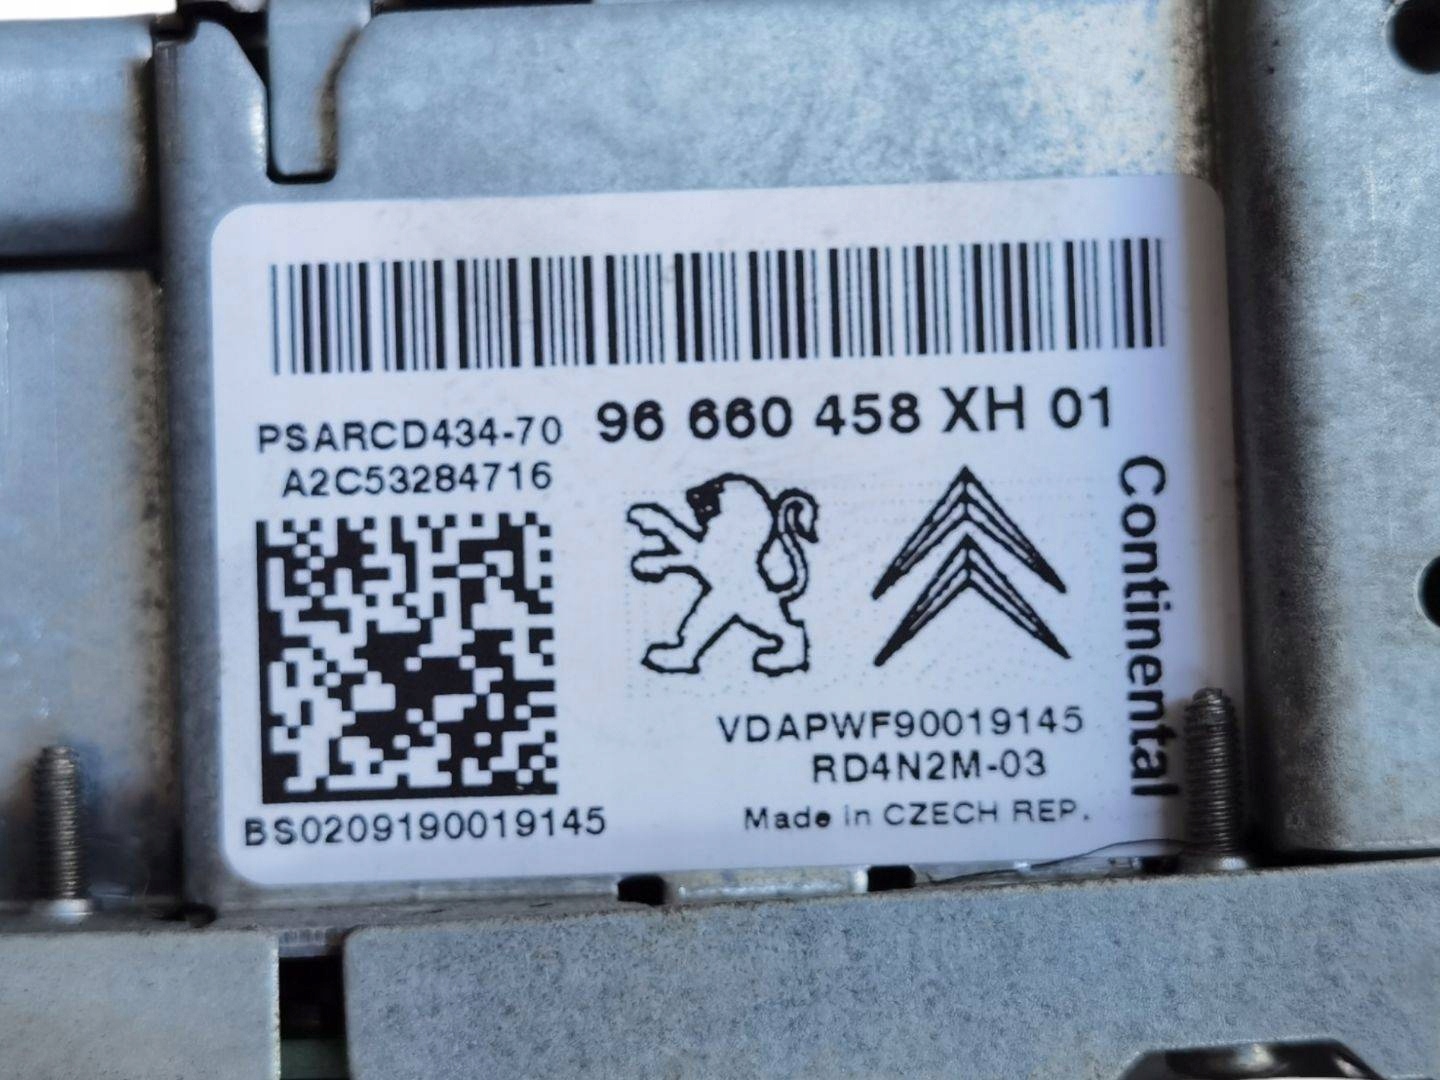 PSARCD434-70 96 660 458 XH 01
A2C53284716
Continental
VDAPWF90019145
RD4N2M-03
BS0209190019145
Made in CZECH REP.